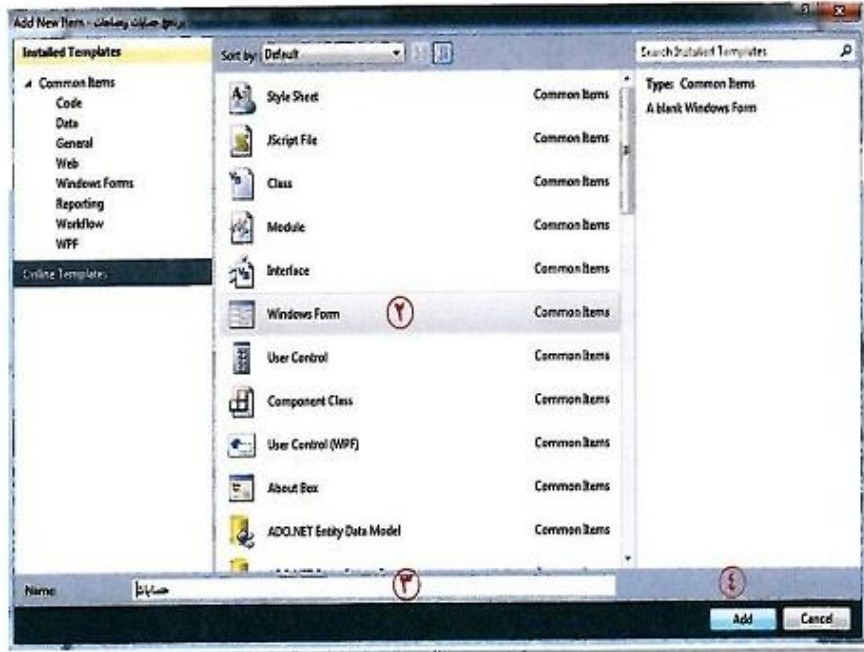 Add New Item - برنامج حسابات ومساحات
Installed Templates
Common Items
Code
Data
General
Web
Windows Forms
Reporting
Workflow
WPF
Online Templates
Sort by: Default
Style Sheet Common Items
JScript File Common Items
Class Common Items
Module Common Items
Interface Common Items
Windows Form ٢ Common Items
User Control Common Items
Component Class Common Items
User Control (WPF) Common Items
About Box Common Items
ADO.NET Entity Data Model Common Items
Search Installed Templates
Type: Common Items
A blank Windows Form
Name: حسابات ٣
٤
Add Cancel